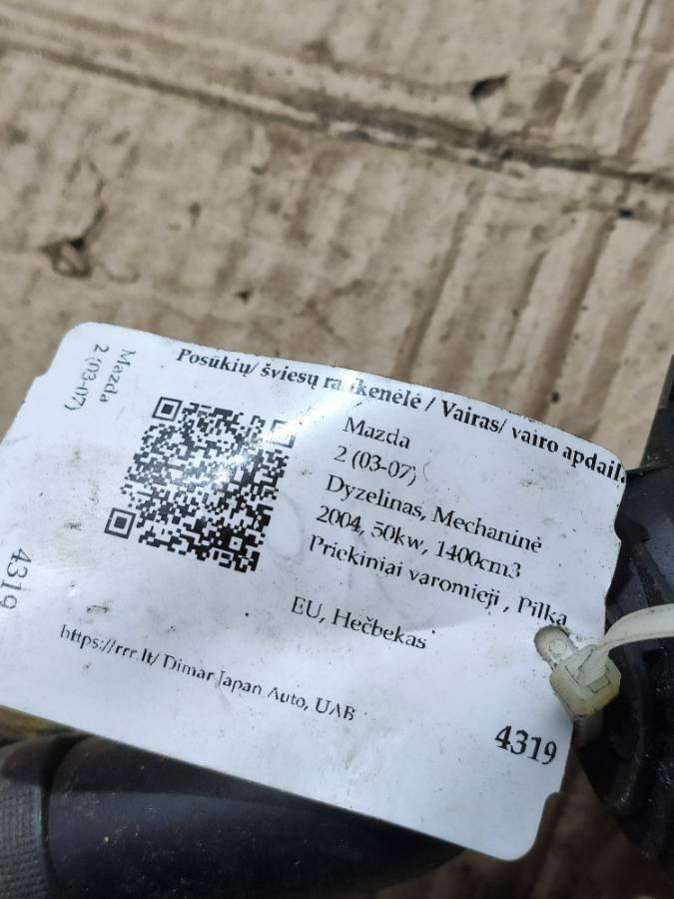 Mazda
2 (03-07)
Posūkių/ šviesų rankenėlė / Vairas/ vairo apdaila
Mazda
2 (03-07)
Dyzelinas, Mechaninė
2004, 50kw, 1400cm3
Priekiniai varomieji , Pilka
EU, Hečbekas
4319
https://rrr.lt/ Dimar Japan Auto, UAB
4319